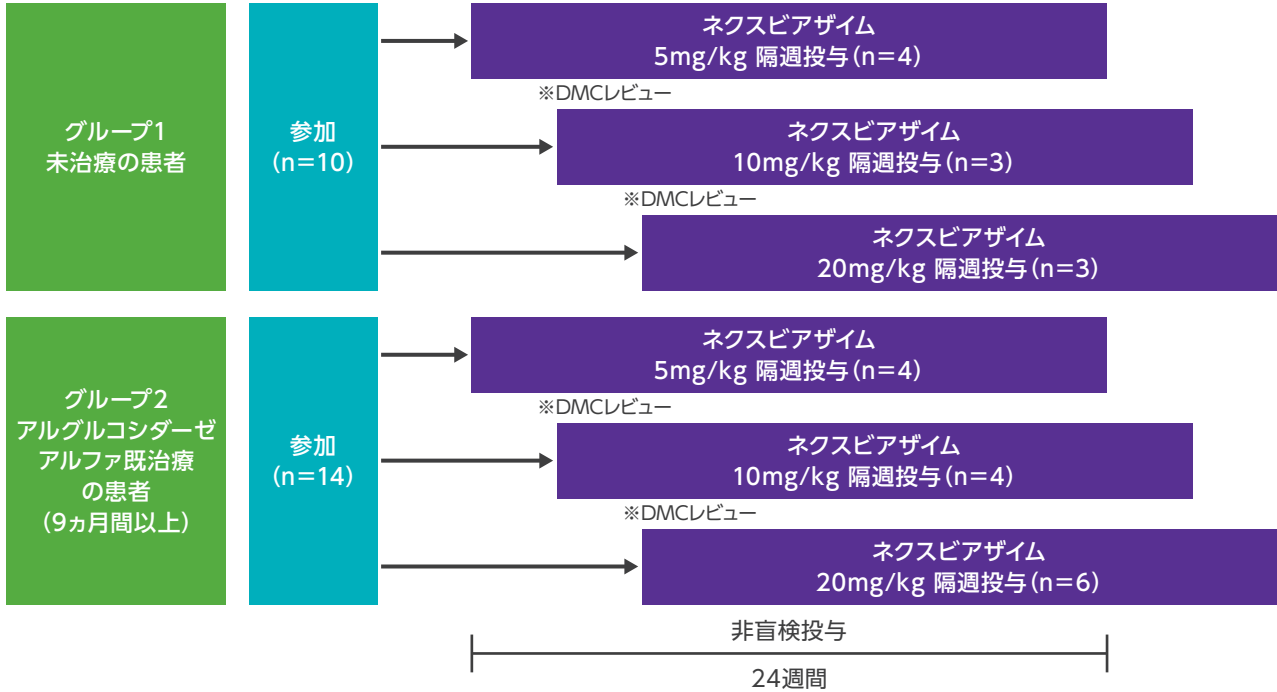 グループ1
未治療の患者
参加
(n=10)
ネクスビアザイム
5mg/kg 隔週投与(n=4)
※DMCレビュー
ネクスビアザイム
10mg/kg 隔週投与(n=3)
※DMCレビュー
ネクスビアザイム
20mg/kg 隔週投与(n=3)
グループ2
アルグルコシダーゼ
アルファ既治療
の患者
(9ヵ月間以上)
参加
(n=14)
ネクスビアザイム
5mg/kg 隔週投与(n=4)
※DMCレビュー
ネクスビアザイム
10mg/kg 隔週投与(n=4)
※DMCレビュー
ネクスビアザイム
20mg/kg 隔週投与(n=6)
非盲検投与
24週間